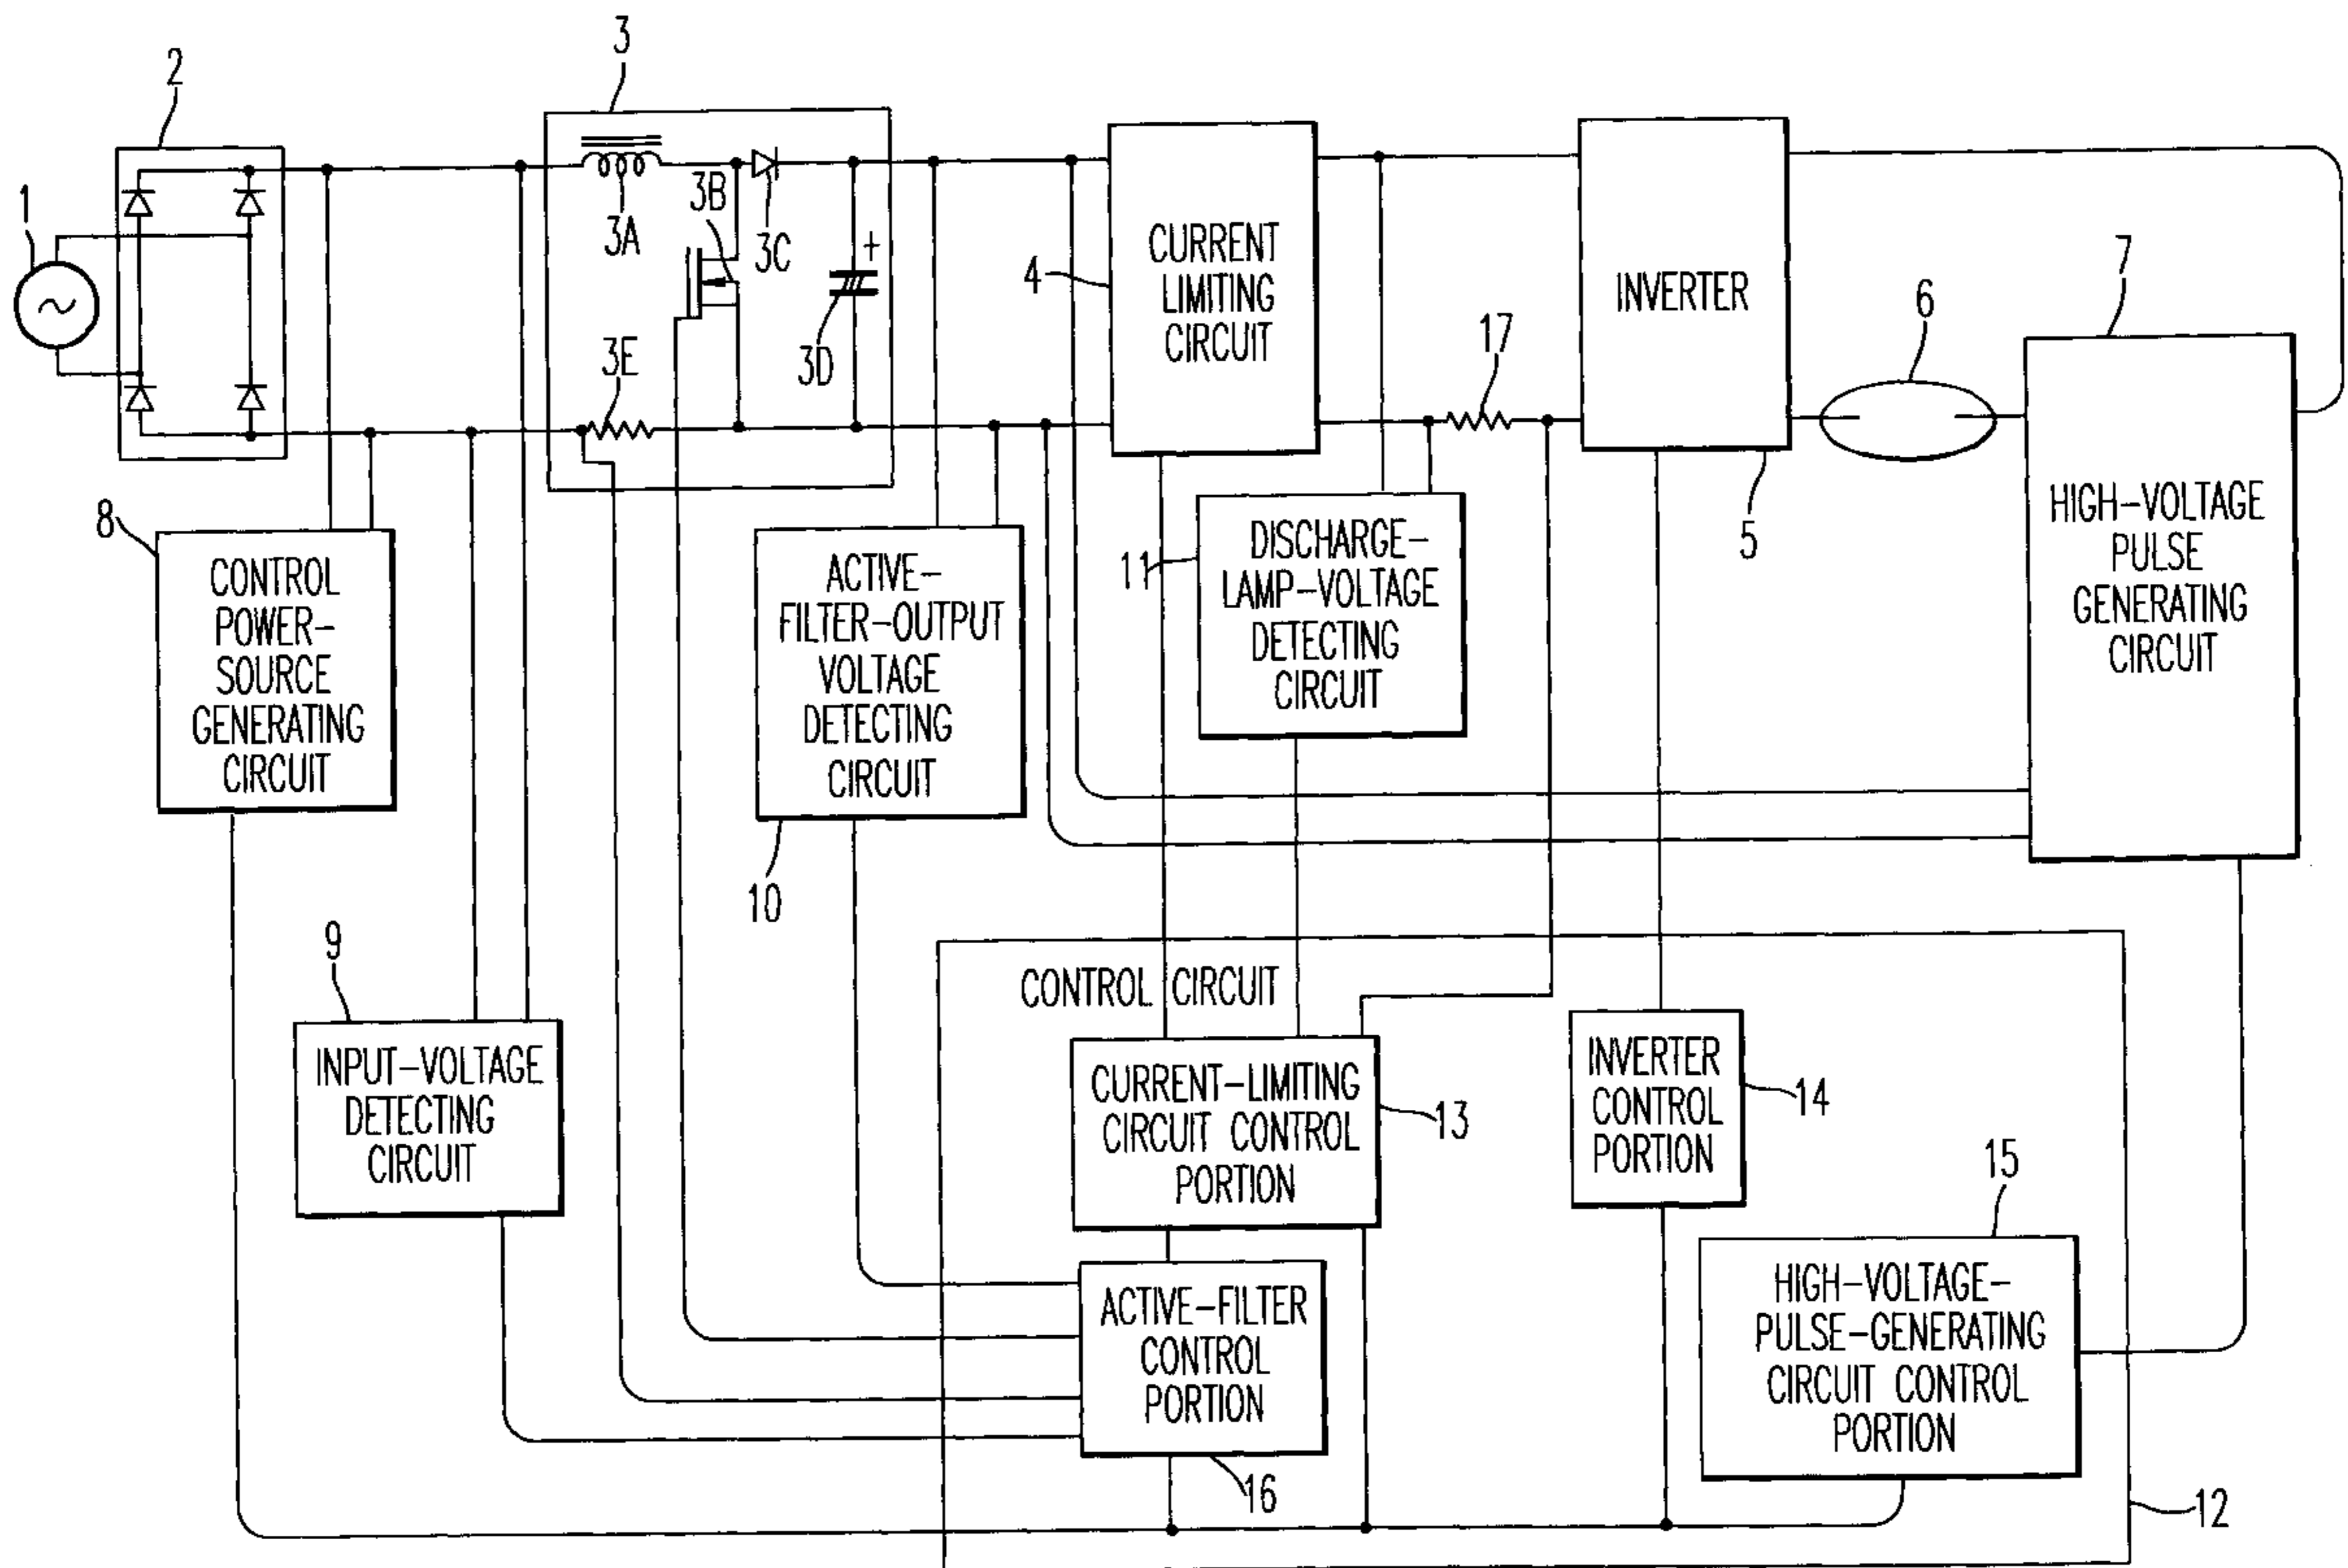 3
2
1
3A
3B
3C
+
3D
3E
4
CURRENT
LIMITING
CIRCUIT
17
INVERTER
5
6
7
HIGH-VOLTAGE
PULSE
GENERATING
CIRCUIT
8
CONTROL
POWER-
SOURCE
GENERATING
CIRCUIT
ACTIVE-
FILTER-OUTPUT
VOLTAGE
DETECTING
CIRCUIT
10
11
DISCHARGE-
LAMP-VOLTAGE
DETECTING
CIRCUIT
9
INPUT-VOLTAGE
DETECTING
CIRCUIT
CONTROL CIRCUIT
CURRENT-LIMITING
CIRCUIT CONTROL
PORTION
13
INVERTER
CONTROL
PORTION
14
15
HIGH-VOLTAGE-
PULSE-GENERATING
CIRCUIT CONTROL
PORTION
ACTIVE-FILTER
CONTROL
PORTION
16
12